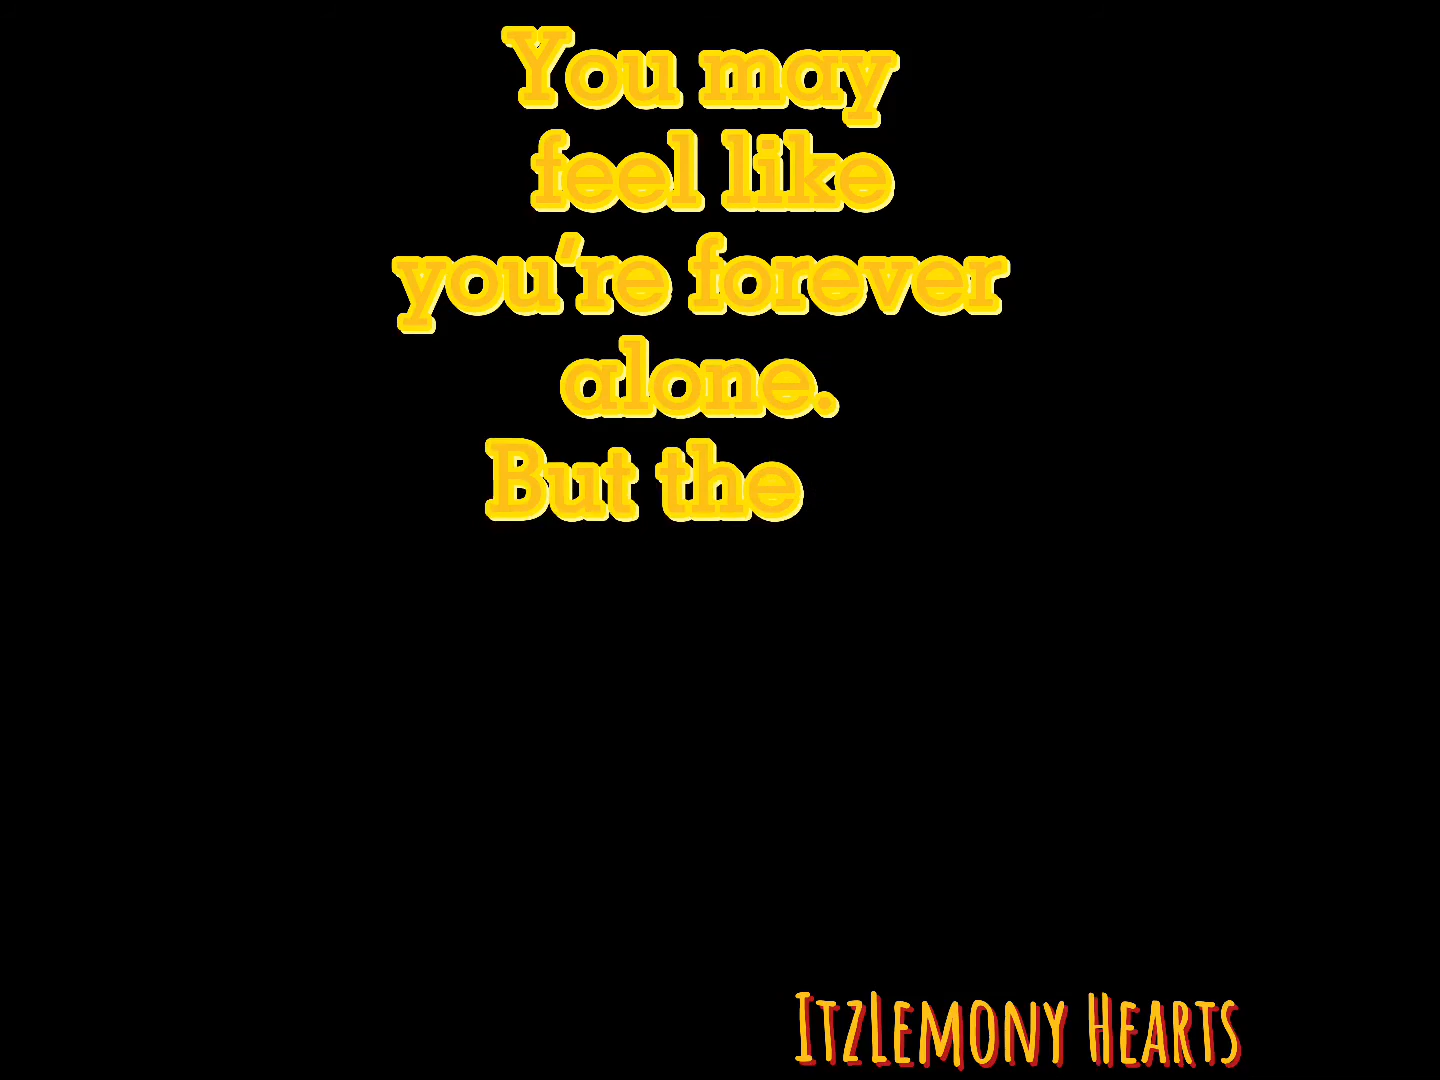 You may
feel like
you're forever
alone.
But the
ItzLemony Hearts